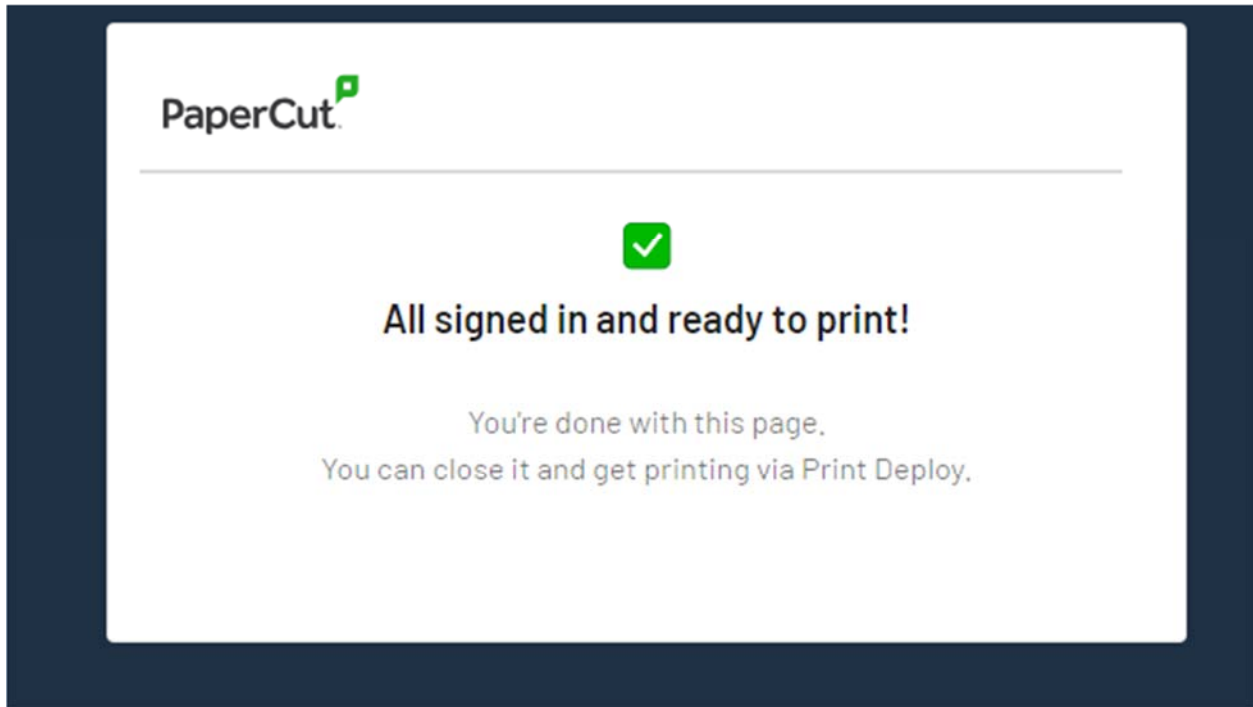 PaperCut
All signed in and ready to print!
You're done with this page.
You can close it and get printing via Print Deploy.